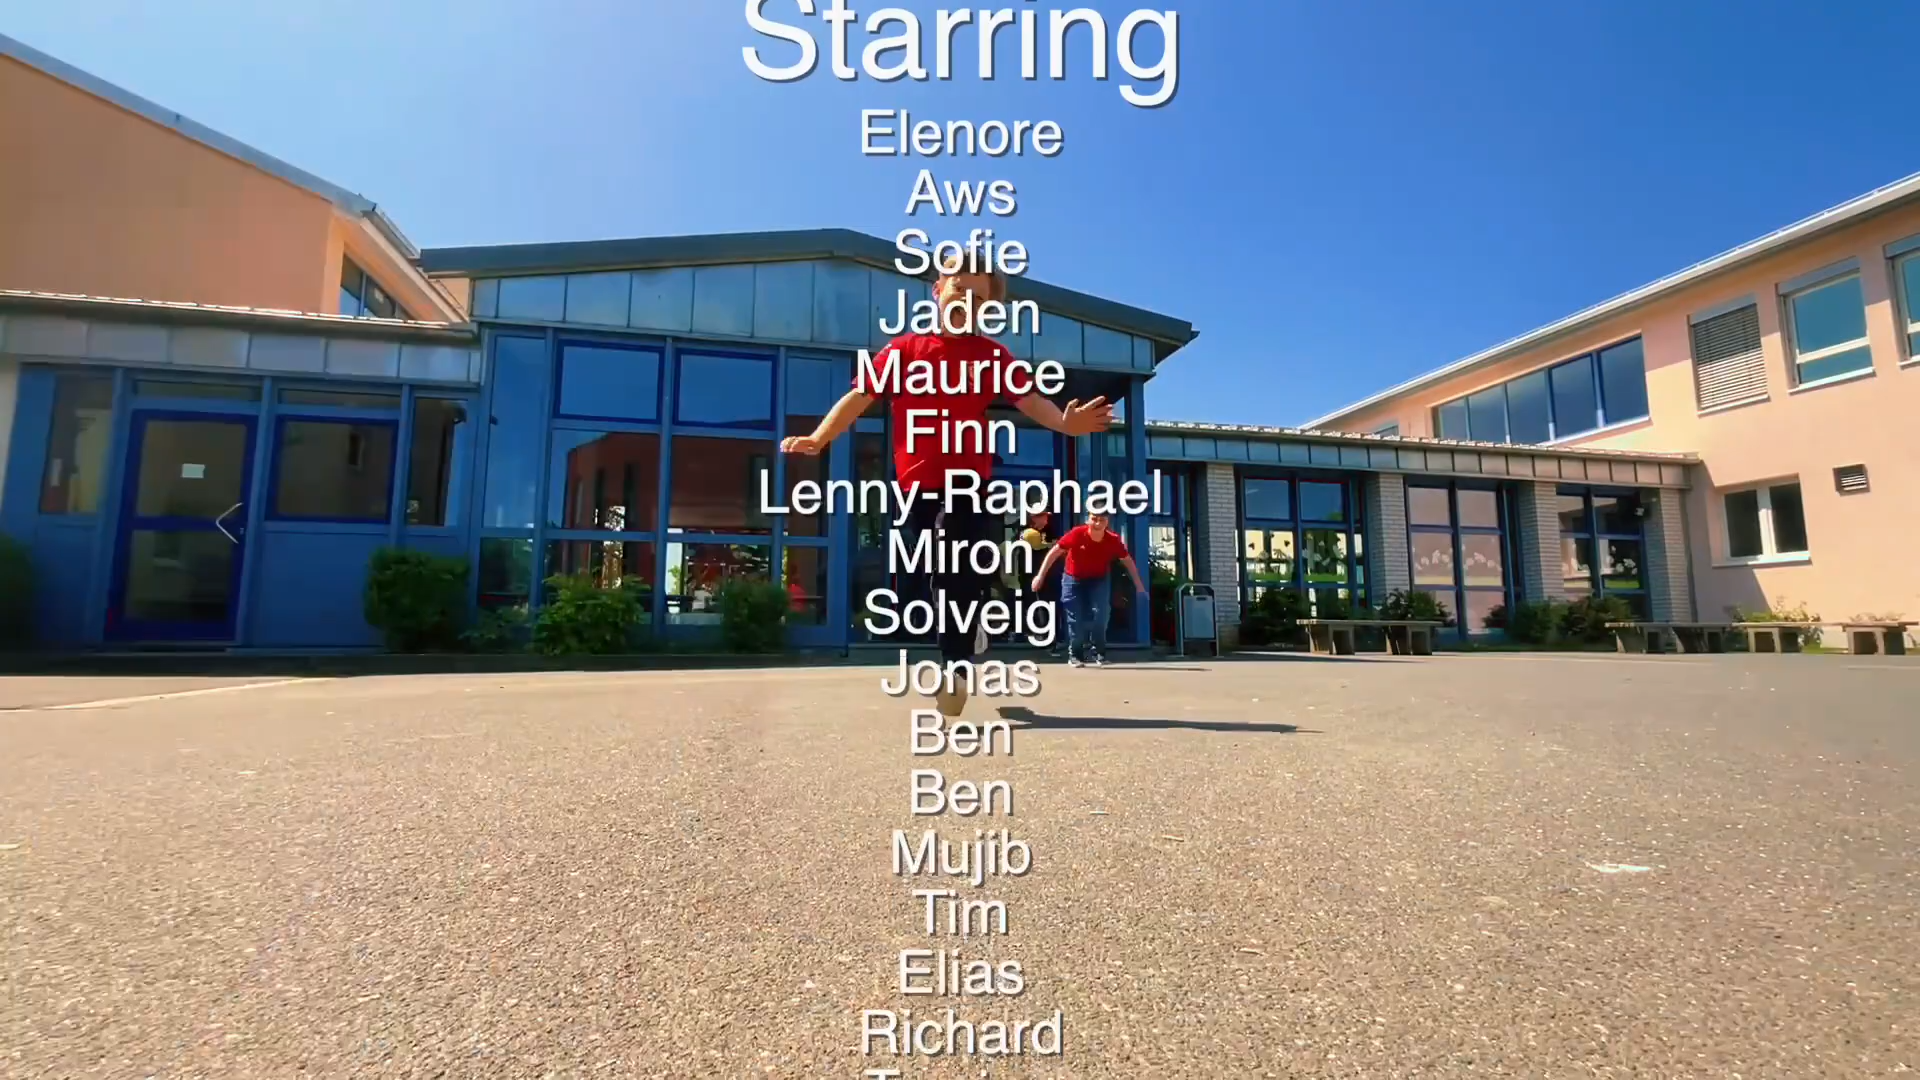 Starring
Elenore
Aws
Sofie
Jaden
Maurice
Finn
Lenny-Raphael
Miron
Solveig
Jonas
Ben
Ben
Mujib
Tim
Elias
Richard